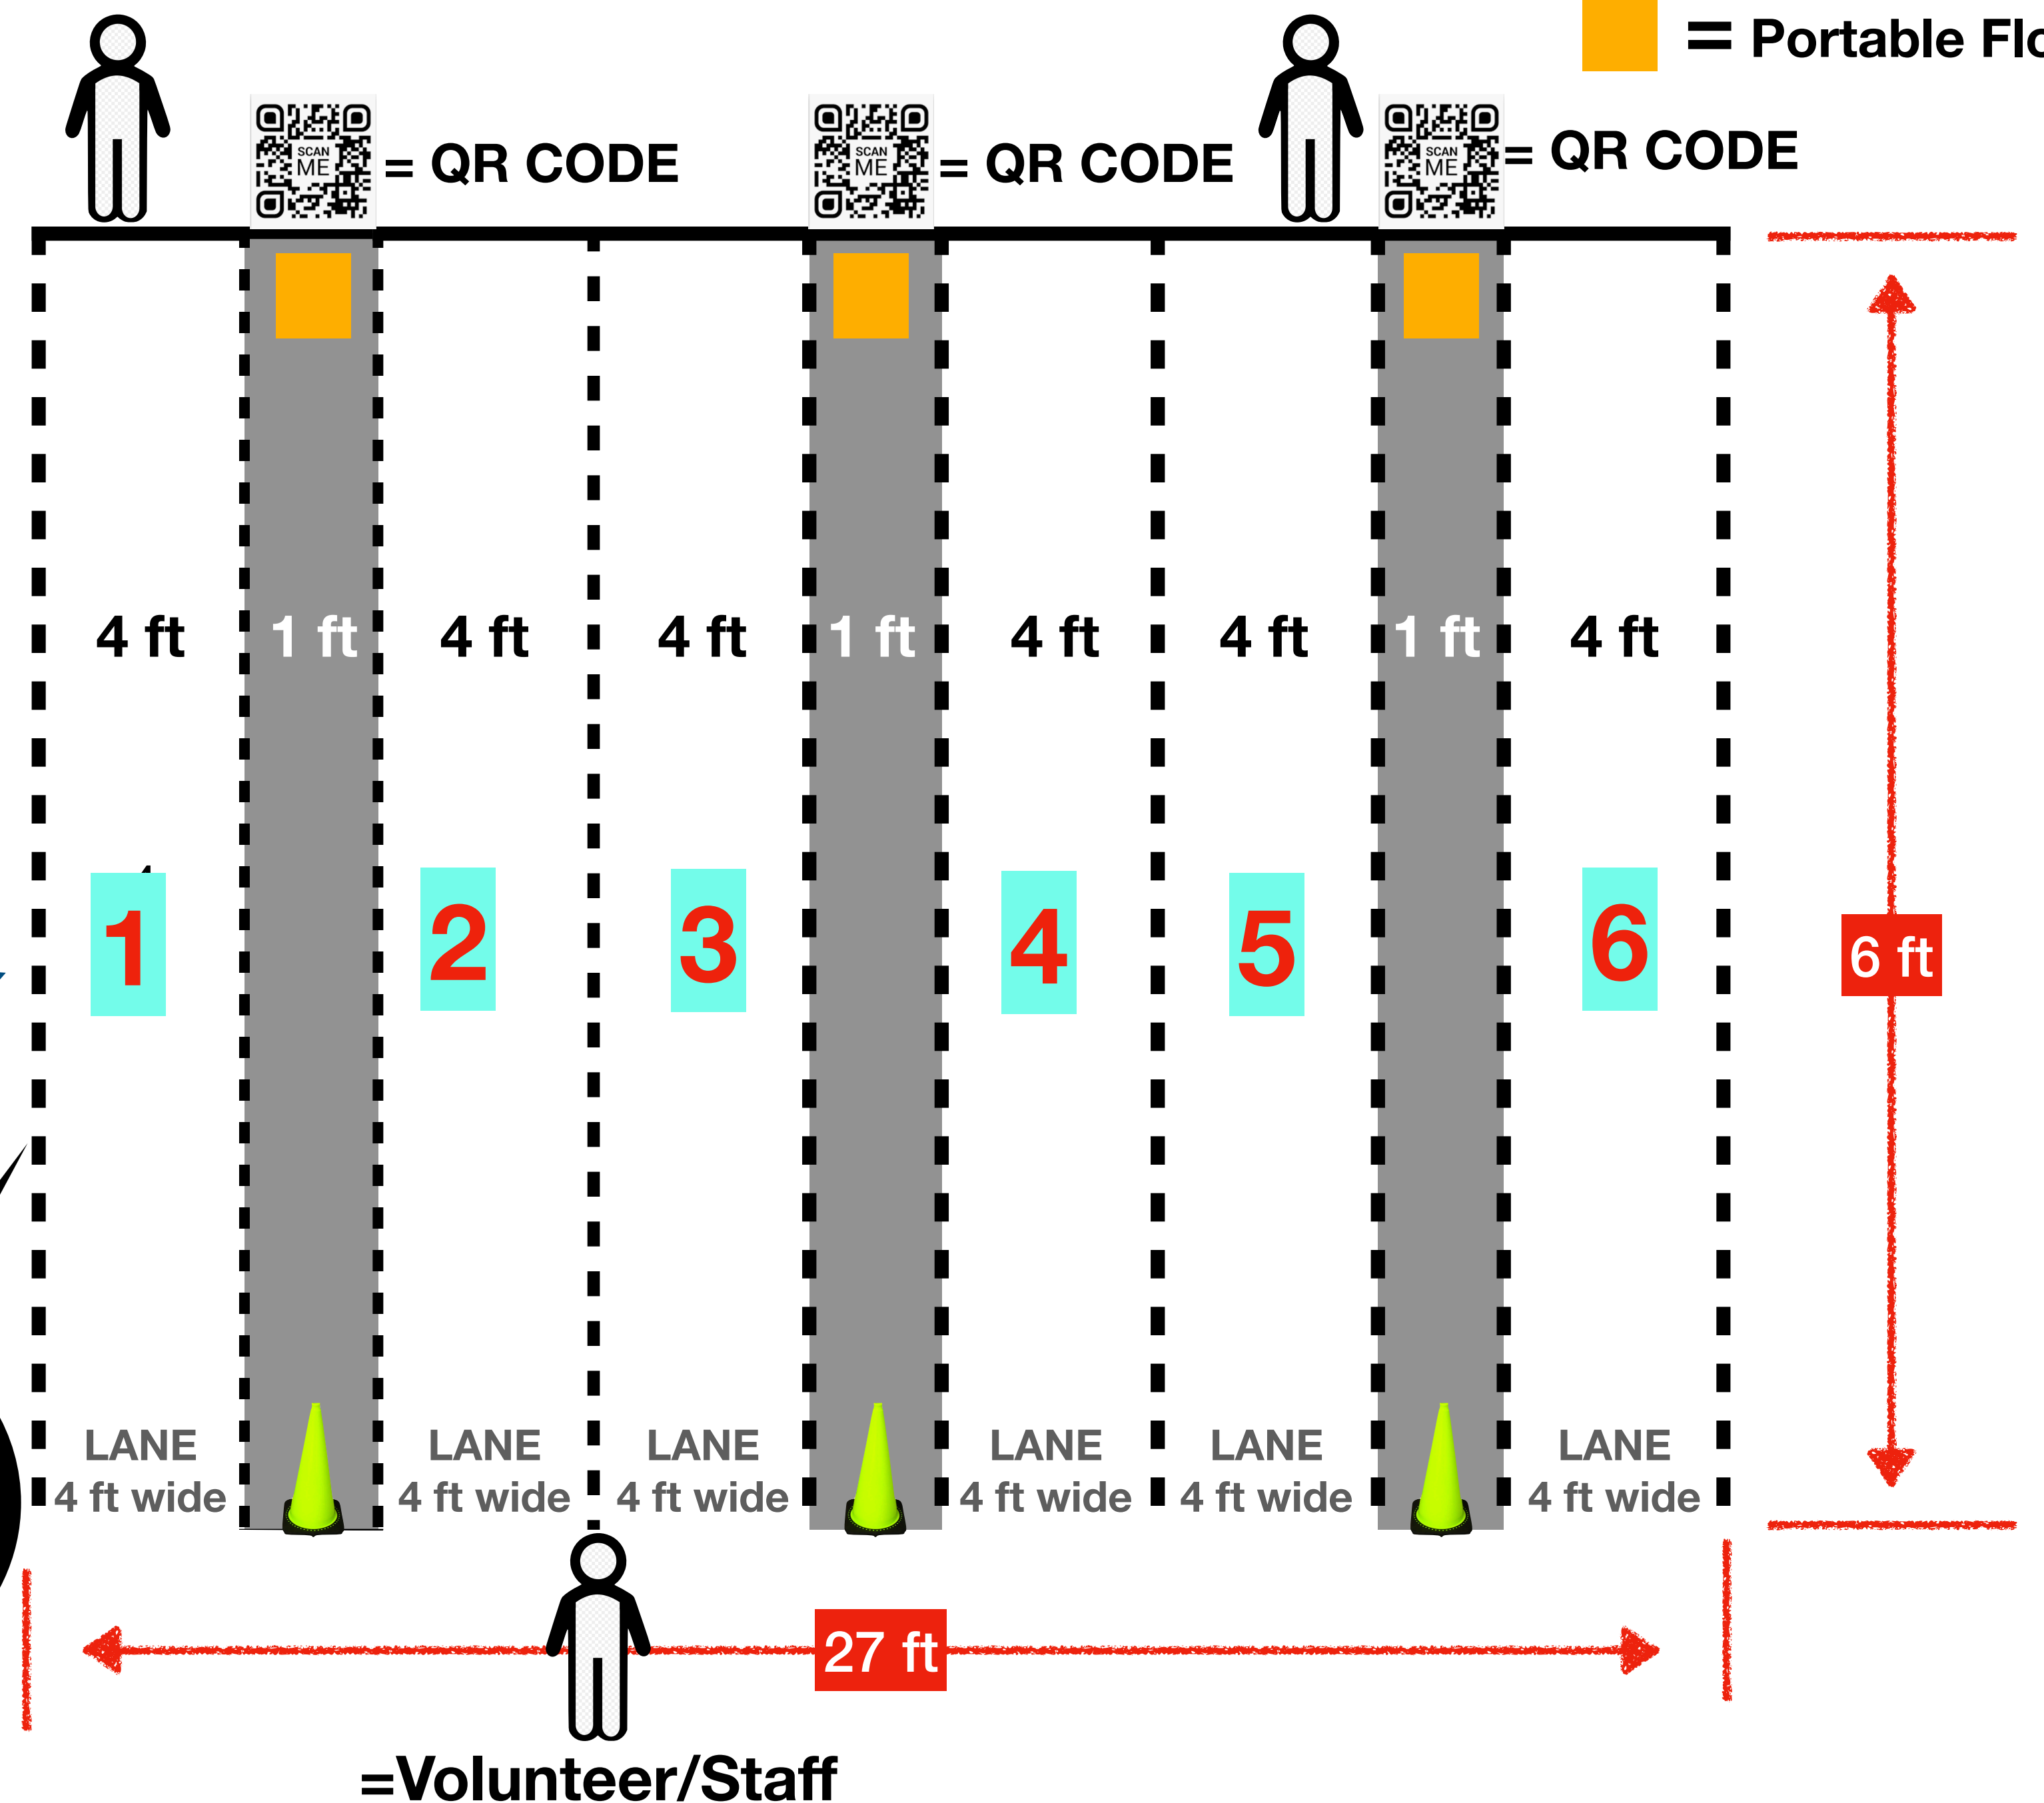 = Portable Flo
SCAN
ME
= QR CODE
SCAN
ME
= QR CODE
SCAN
ME
= QR CODE
4 ft
1 ft
4 ft
4 ft
1 ft
4 ft
4 ft
1 ft
4 ft
1
2
3
4
5
6
6 ft
LANE
4 ft wide
LANE
4 ft wide
LANE
4 ft wide
LANE
4 ft wide
LANE
4 ft wide
LANE
4 ft wide
27 ft
=Volunteer/Staff